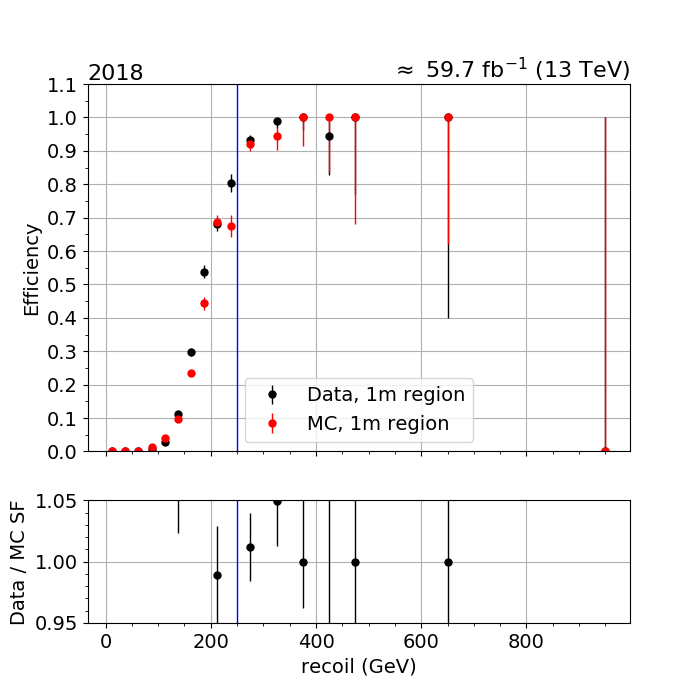 2018
≈ 59.7 fb⁻¹ (13 TeV)
1.1
1.0
0.9
0.8
0.7
0.6
0.5
0.4
0.3
0.2
0.1
0.0
Efficiency
Data, 1m region
MC, 1m region
1.05
1.00
0.95
Data / MC SF
0 200 400 600 800
recoil (GeV)